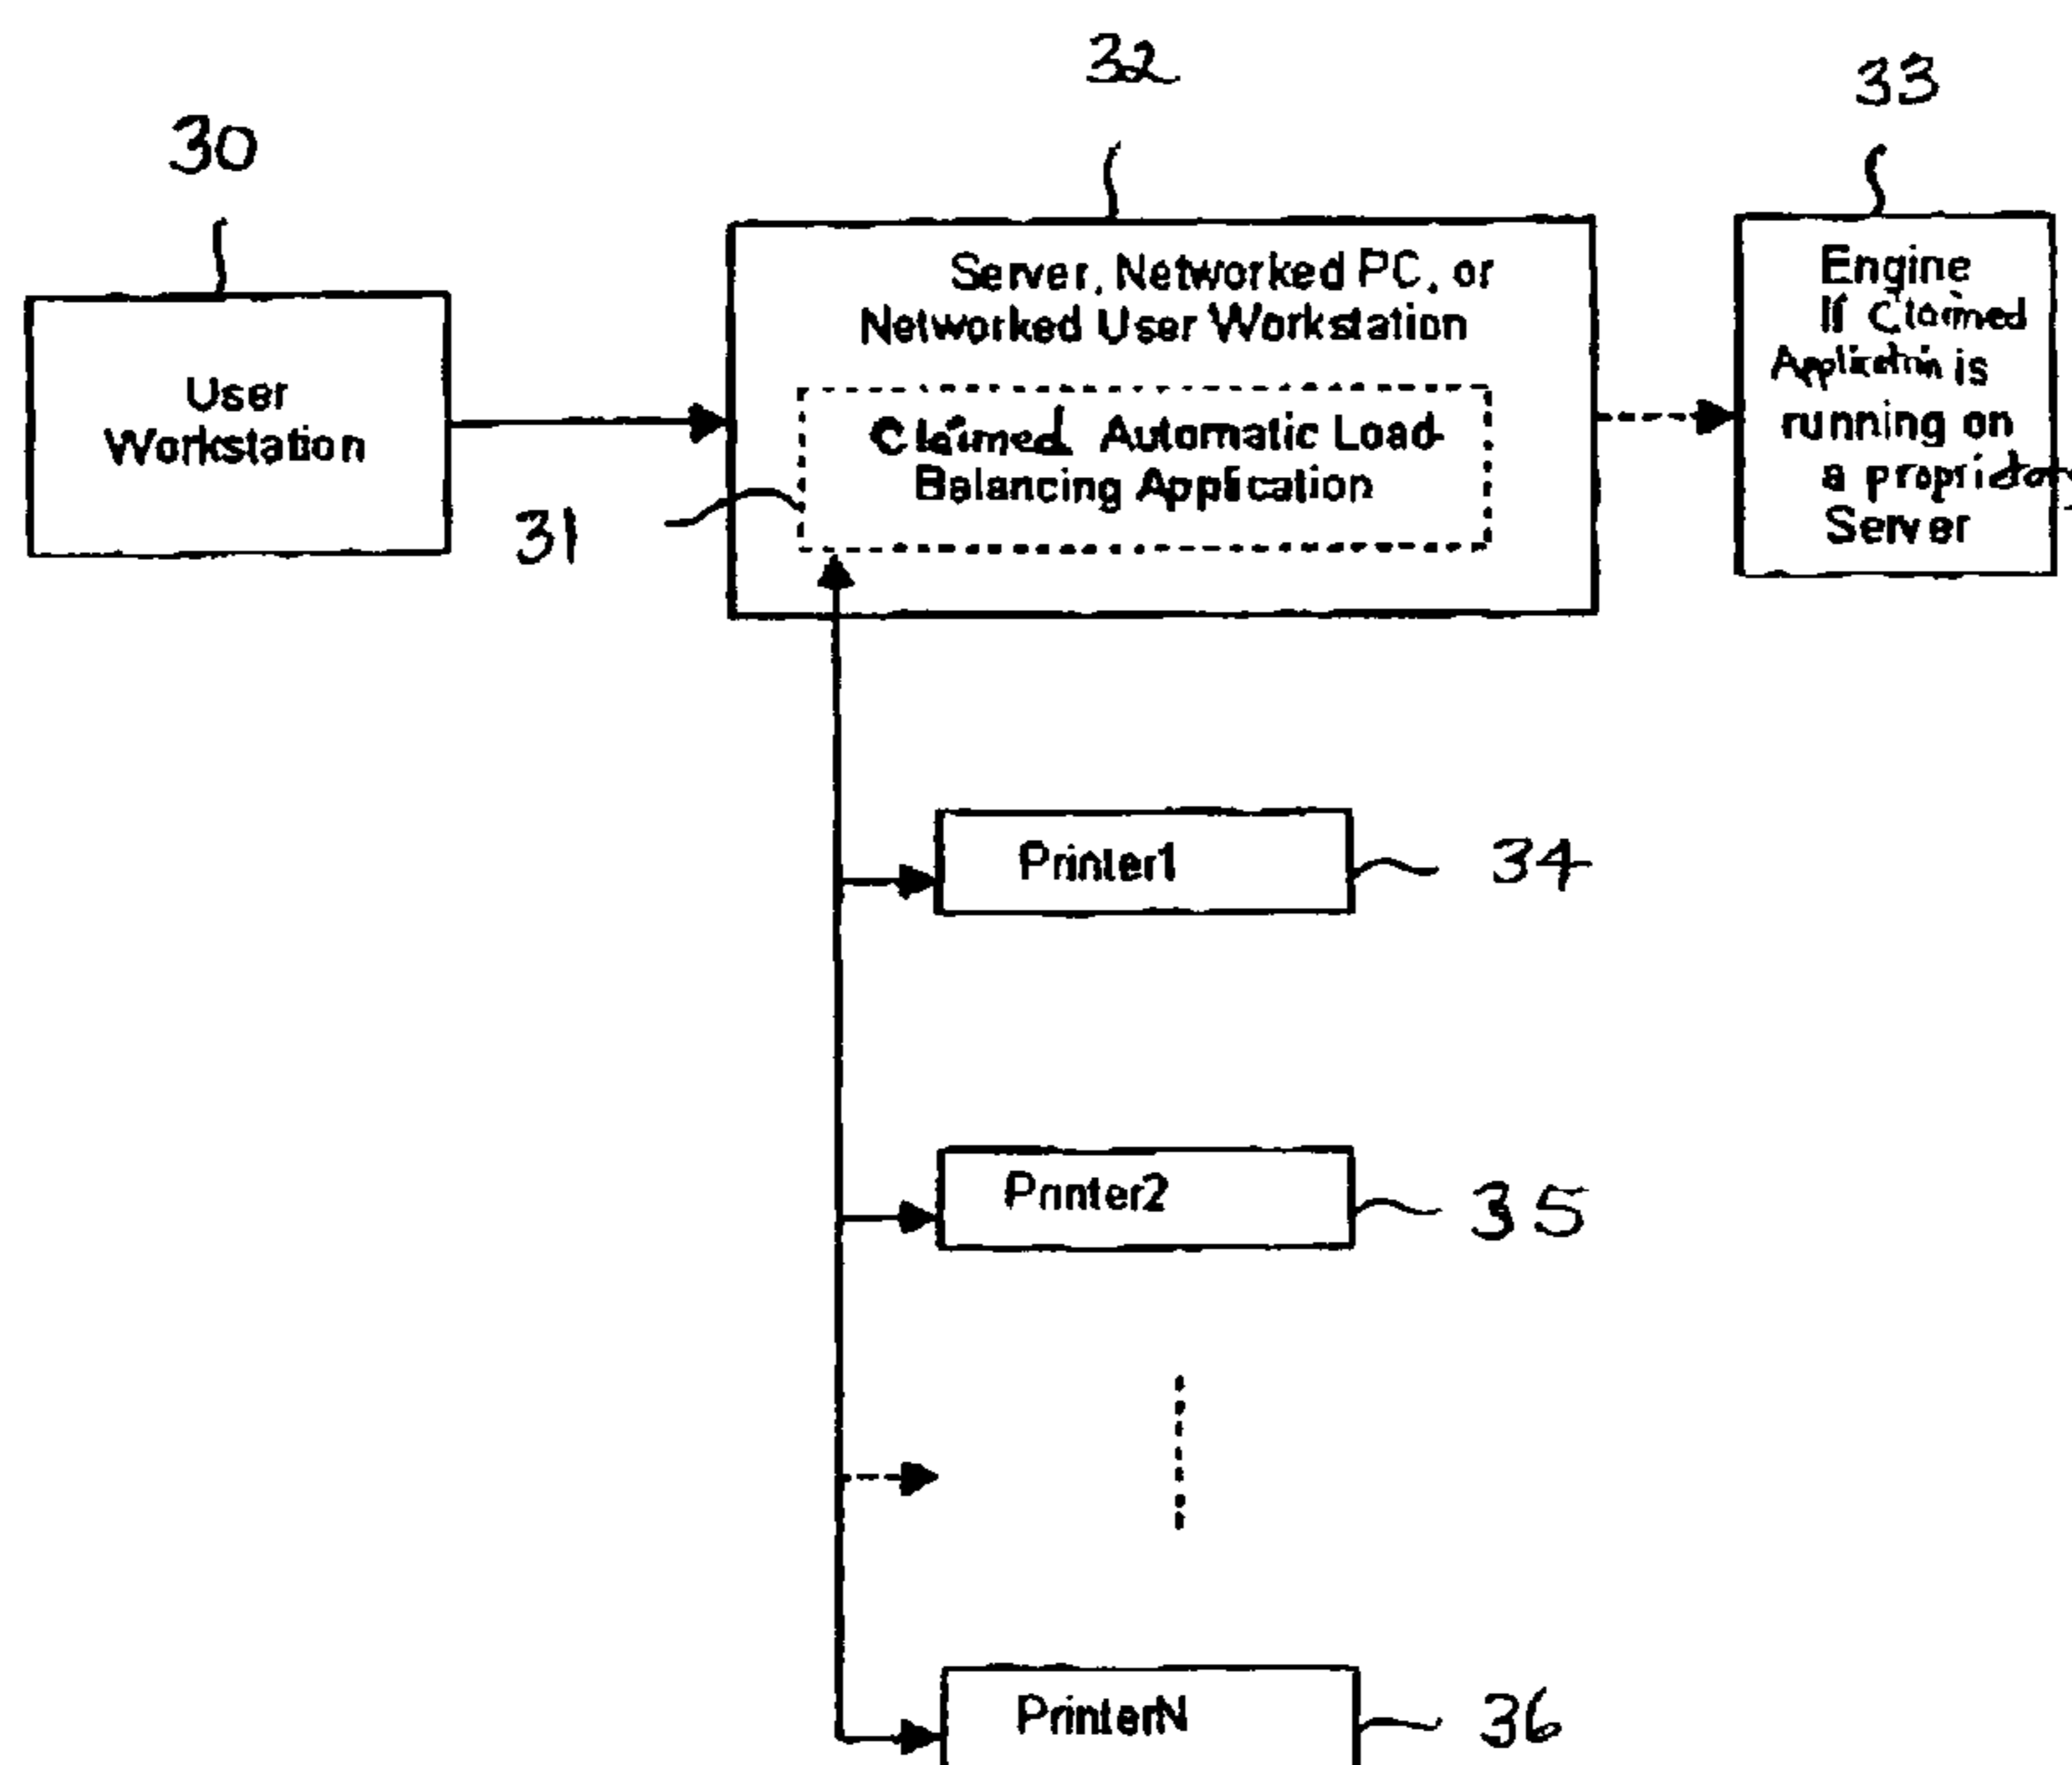 32
33
30
Server, Networked PC, or
Networked User Workstation
Engine
If Claimed
Application is
running on
a proprietary
Server
User
Workstation
Claimed Automatic Load-
Balancing Application
31
Printer1
34
Printer2
35
PrinterN
36